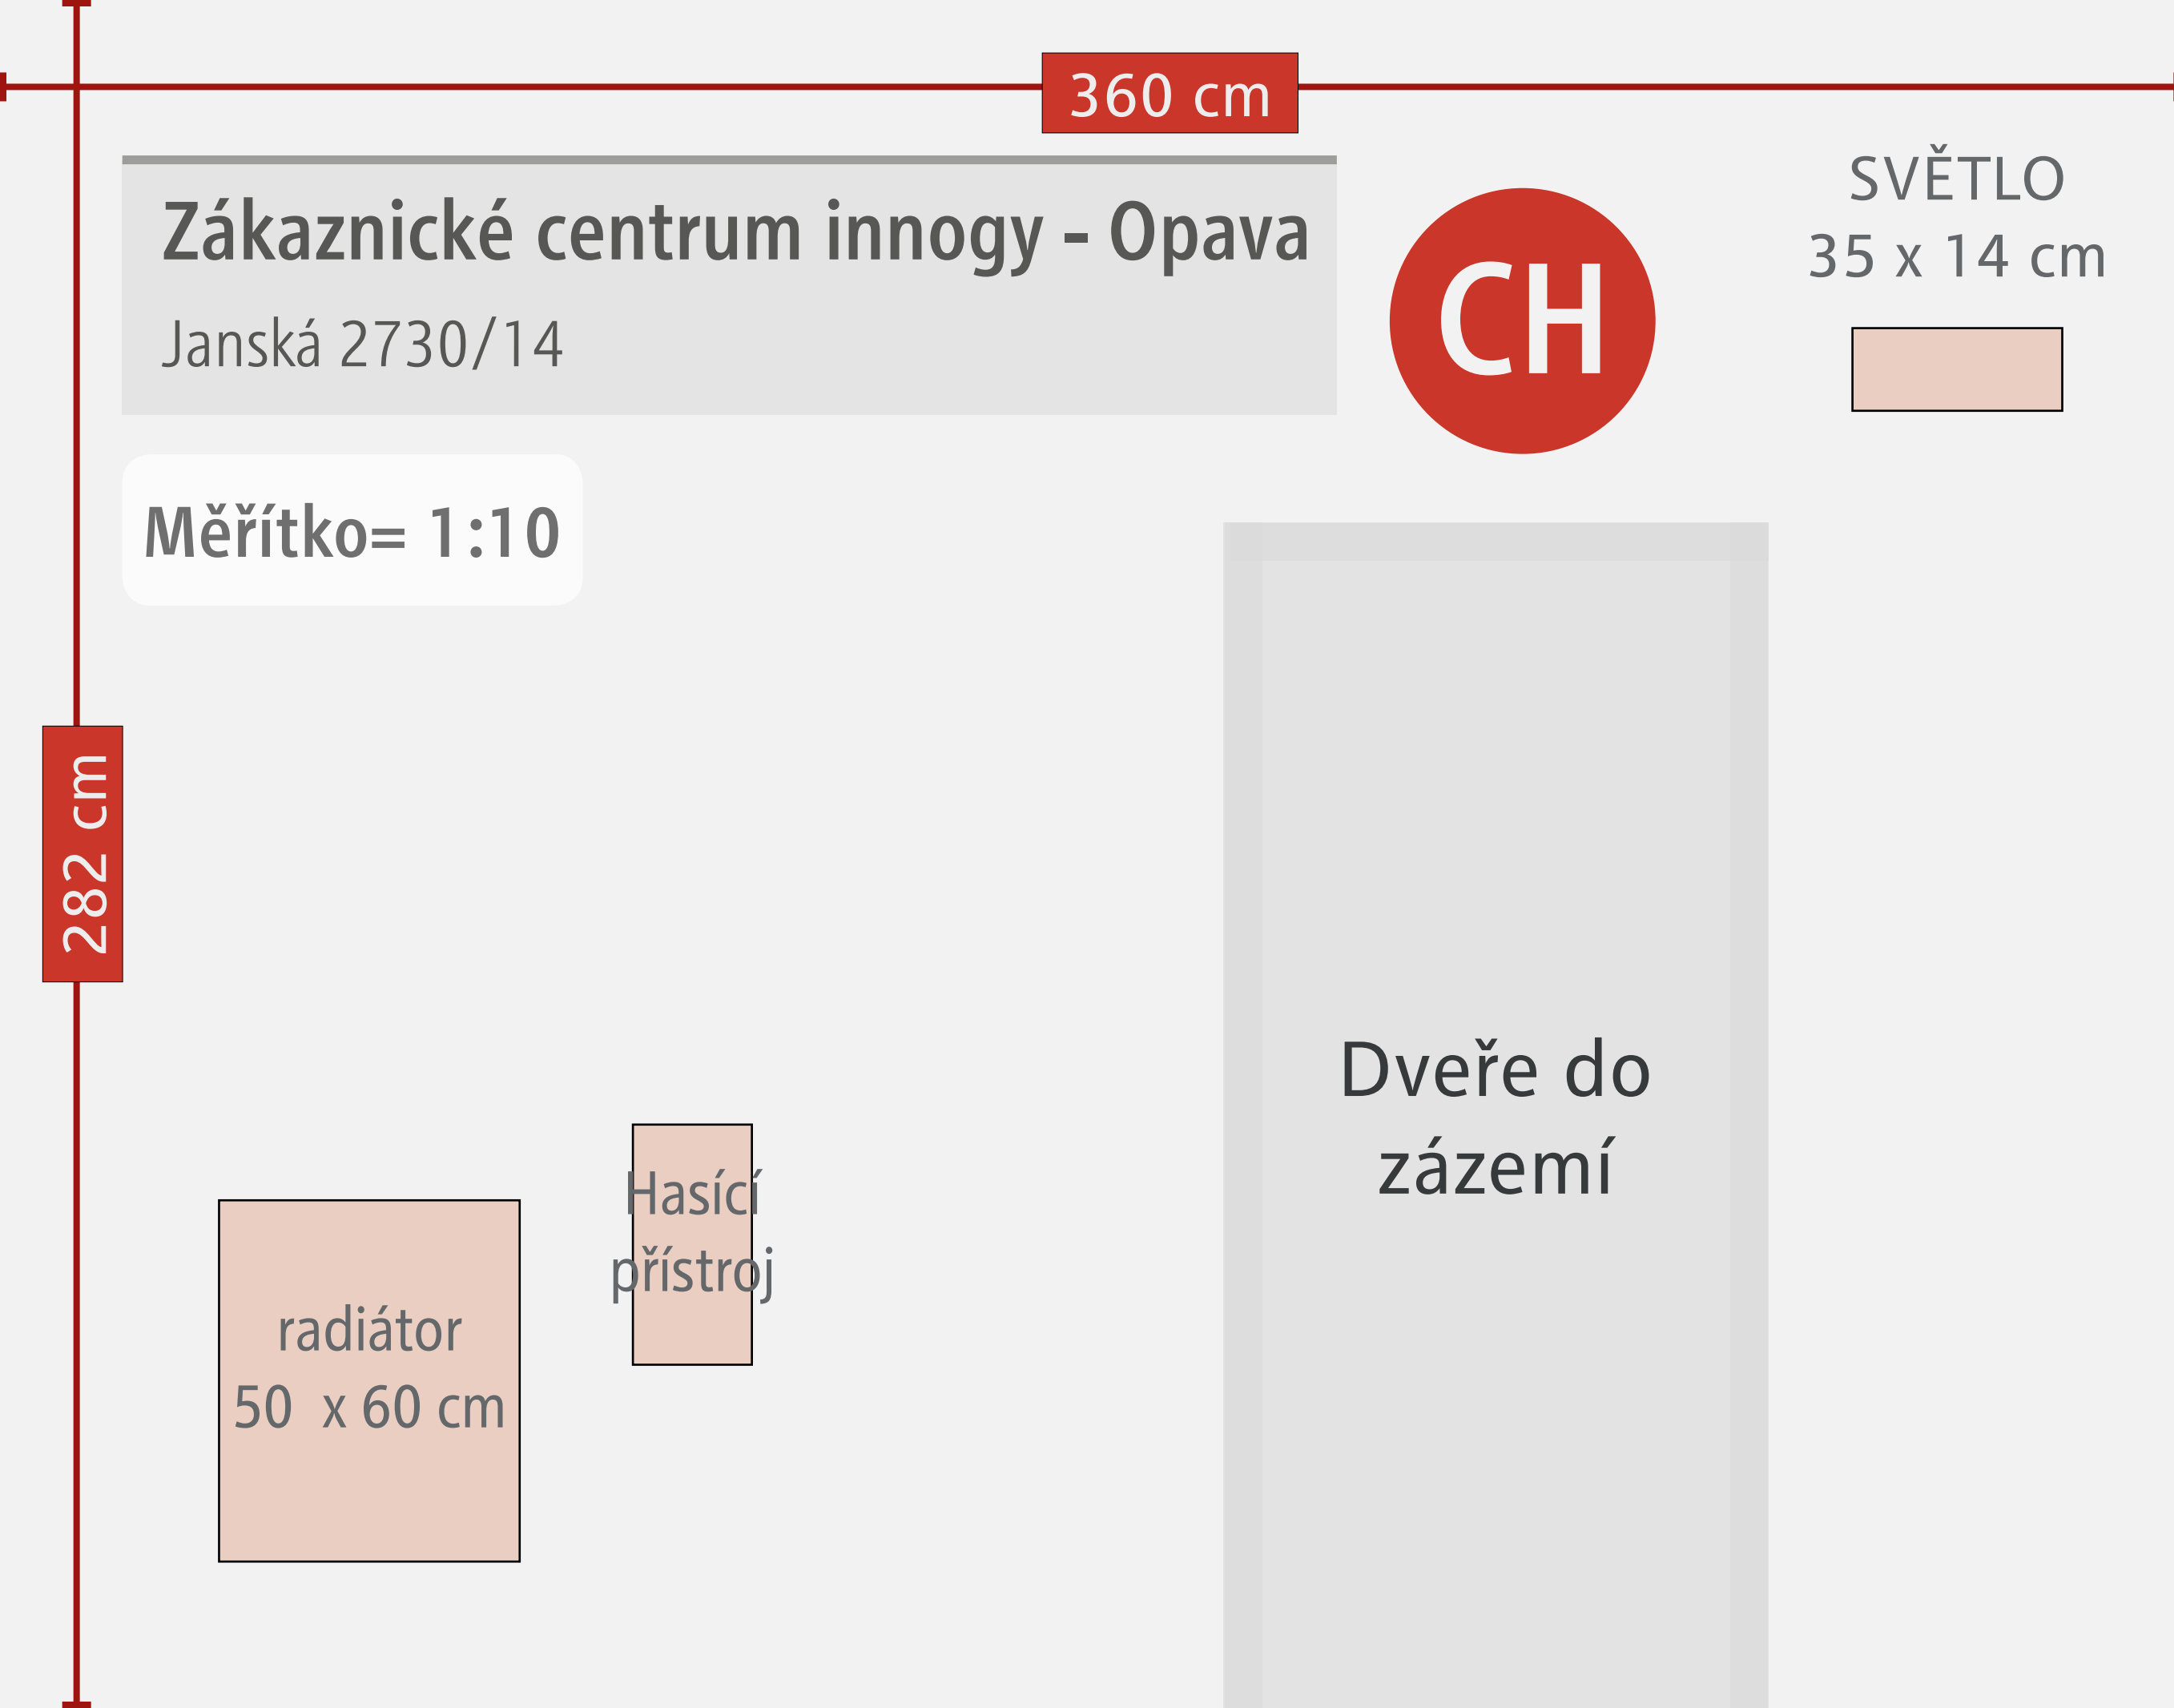 360 cm
Zákaznické centrum innogy - Opava
Janská 2730/14
CH
SVĚTLO
35 x 14 cm
Měřítko= 1:10
282 cm
Dveře do
zázemí
Hasící
přístroj
radiátor
50 x 60 cm